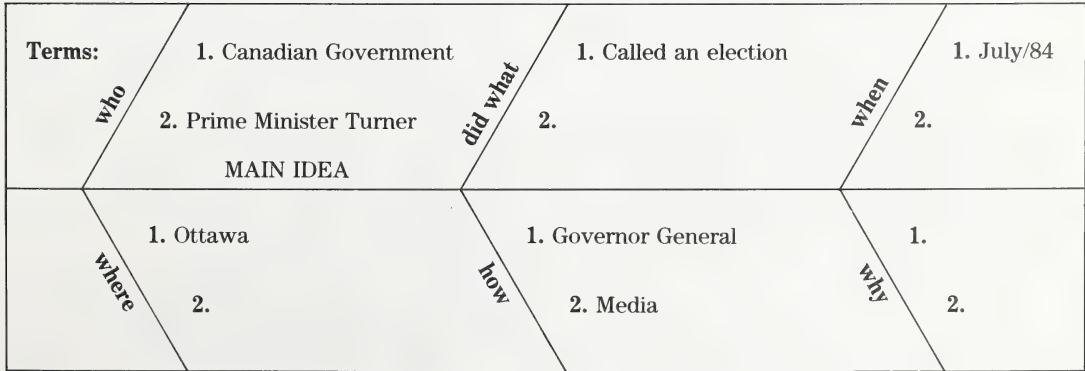 Terms:
who
1. Canadian Government
2. Prime Minister Turner
MAIN IDEA
did what
1. Called an election
2.
when
1. July/84
2.
where
1. Ottawa
2.
how
1. Governor General
2. Media
why
1.
2.